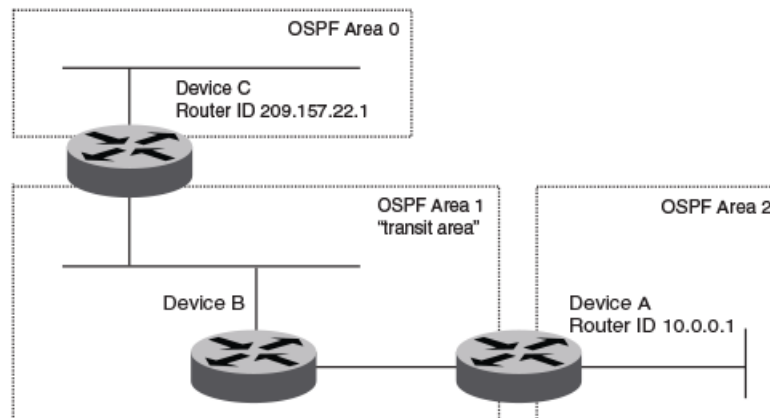 OSPF Area 0
Device C
Router ID 209.157.22.1
OSPF Area 1
“transit area”
OSPF Area 2
Device B
Device A
Router ID 10.0.0.1